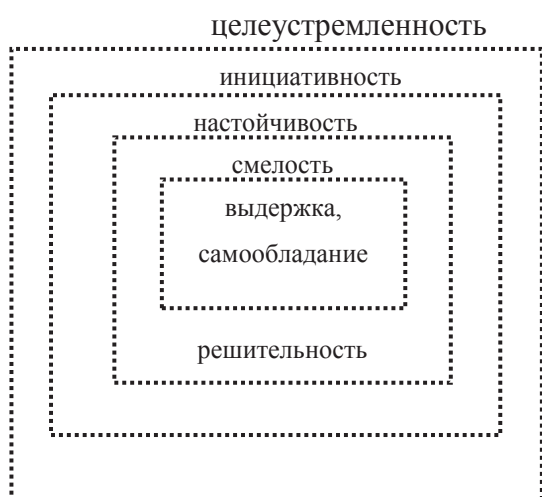 целеустремленность
инициативность
настойчивость
смелость
выдержка,
самообладание
решительность